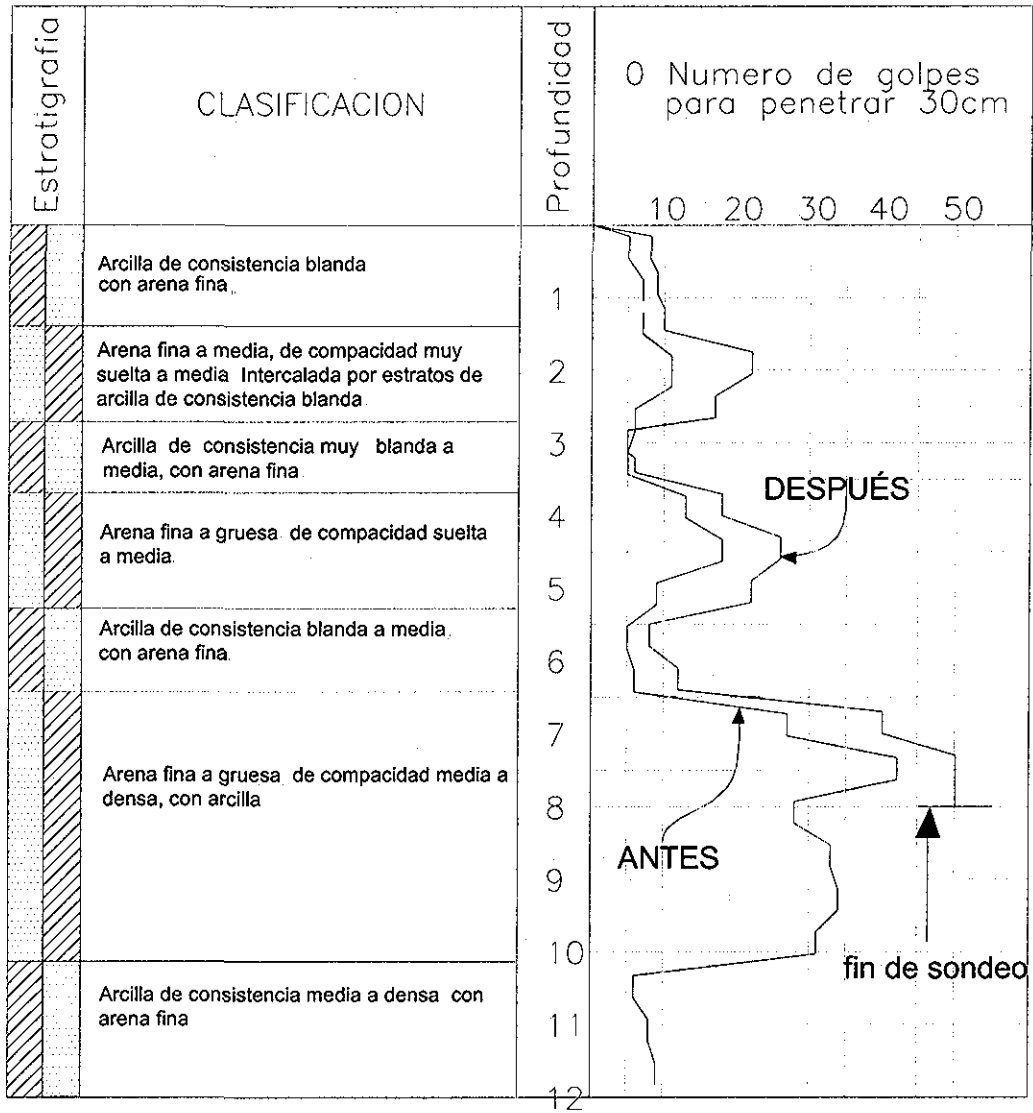 Estratigrafia
CLASIFICACION
Profundidad
0 Numero de golpes
para penetrar 30cm
10 20 30 40 50
Arcilla de consistencia blanda
con arena fina.
1
Arena fina a media, de compacidad muy
suelta a media Intercalada por estratos de
arcilla de consistencia blanda
2
Arcilla de consistencia muy blanda a
media, con arena fina
3
DESPUÉS
4
Arena fina a gruesa de compacidad suelta
a media.
5
Arcilla de consistencia blanda a media,
con arena fina.
6
7
Arena fina a gruesa de compacidad media a
densa, con arcilla
8
ANTES
9
10
fin de sondeo
Arcilla de consistencia media a densa con
arena fina
11
12